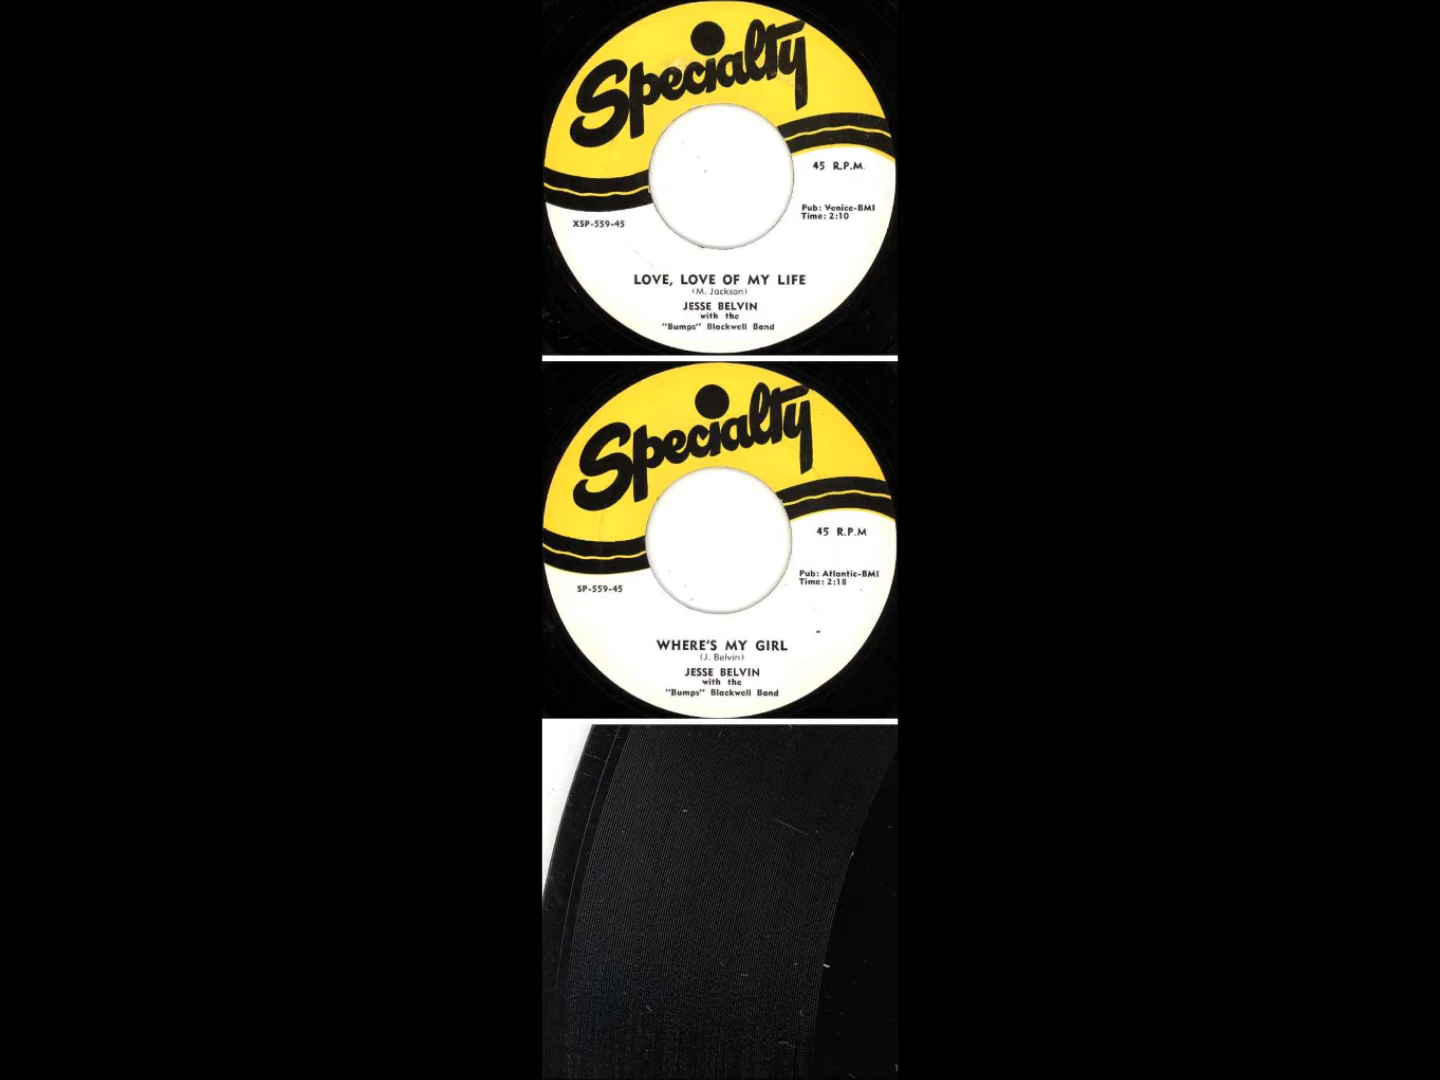 Specialty
45 R.P.M.
Pub: Venice-BMI
Time: 2:10
XSP-559-45
LOVE, LOVE OF MY LIFE
(M. Jackson)
JESSE BELVIN
with the
"Bumps" Blackwell Band
Specialty
45 R.P.M
Pub: Atlantic-BMI
Time: 2:18
SP-559-45
WHERE'S MY GIRL
(J. Belvin)
JESSE BELVIN
with the
"Bumps" Blackwell Band